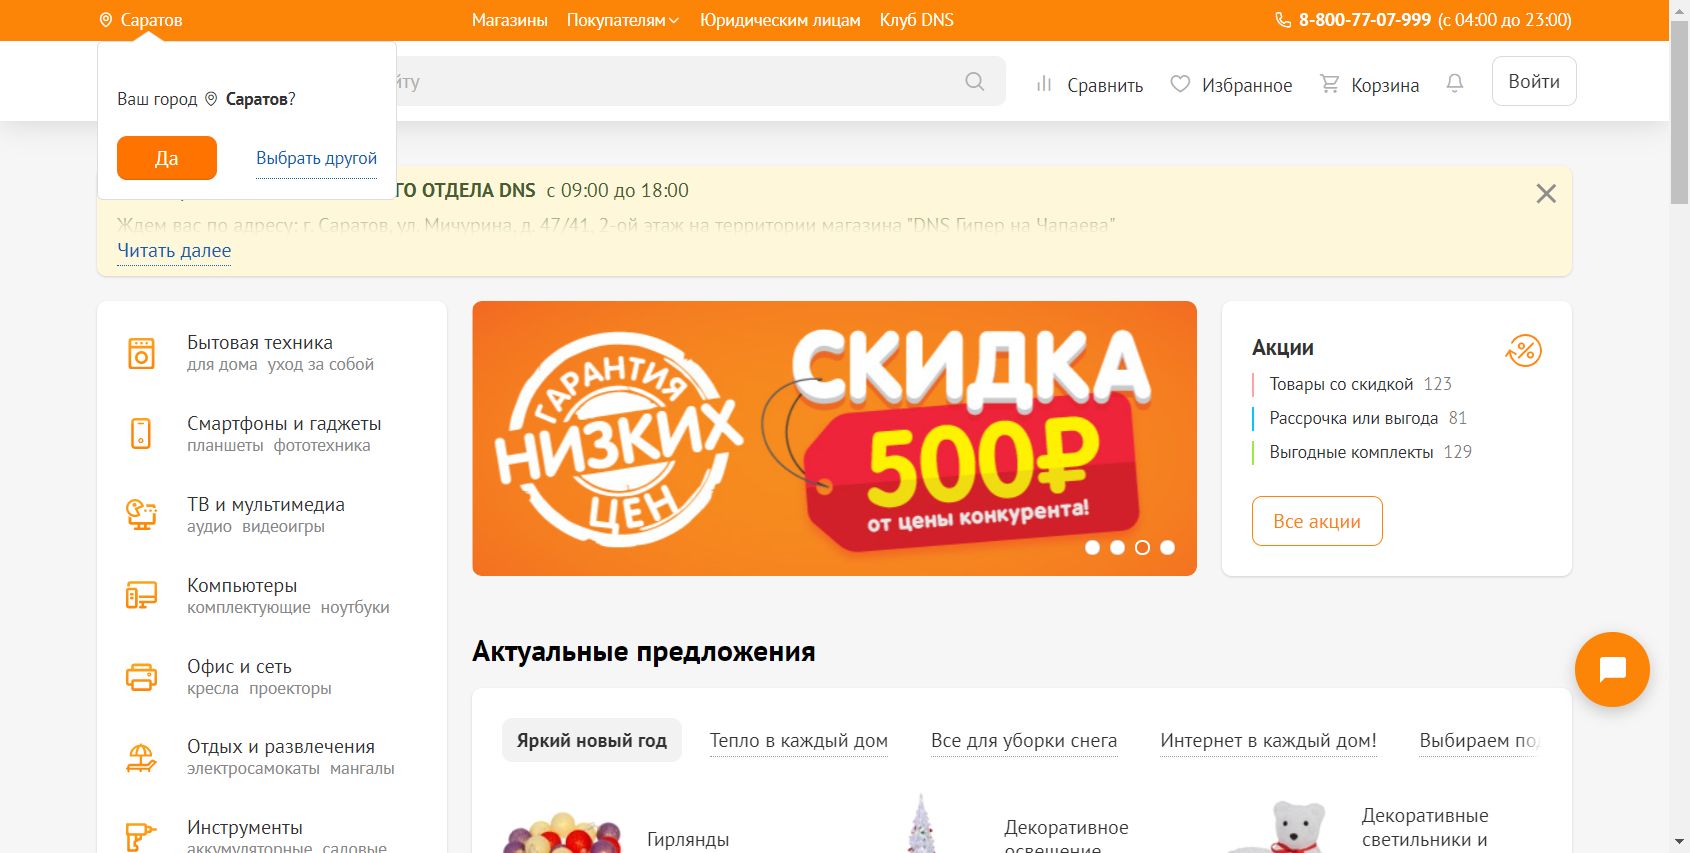 Саратов
Магазины Покупателям Юридическим лицам Клуб DNS
8-800-77-07-999 (с 04:00 до 23:00)
Ваш город Саратов?
Да Выбрать другой
йту
Сравнить Избранное Корзина Войти
ГО ОТДЕЛА DNS с 09:00 до 18:00
Ждем вас по адресу: г. Саратов, ул. Мичурина, д. 47/41, 2-ой этаж на территории магазина "DNS Гипер на Чапаева"
Читать далее
Бытовая техника
для дома уход за собой
Смартфоны и гаджеты
планшеты фототехника
ТВ и мультимедиа
аудио видеоигры
Компьютеры
комплектующие ноутбуки
Офис и сеть
кресла проекторы
Отдых и развлечения
электросамокаты мангалы
Инструменты
аккумуляторные садовые
ГАРАНТИЯ
НИЗКИХ
ЦЕН
СКИДКА
500₽
от цены конкурента!
Акции
Товары со скидкой 123
Рассрочка или выгода 81
Выгодные комплекты 129
Все акции
Актуальные предложения
Яркий новый год Тепло в каждый дом Все для уборки снега Интернет в каждый дом! Выбираем под
Гирлянды
Декоративное
освещение
Декоративные
светильники и